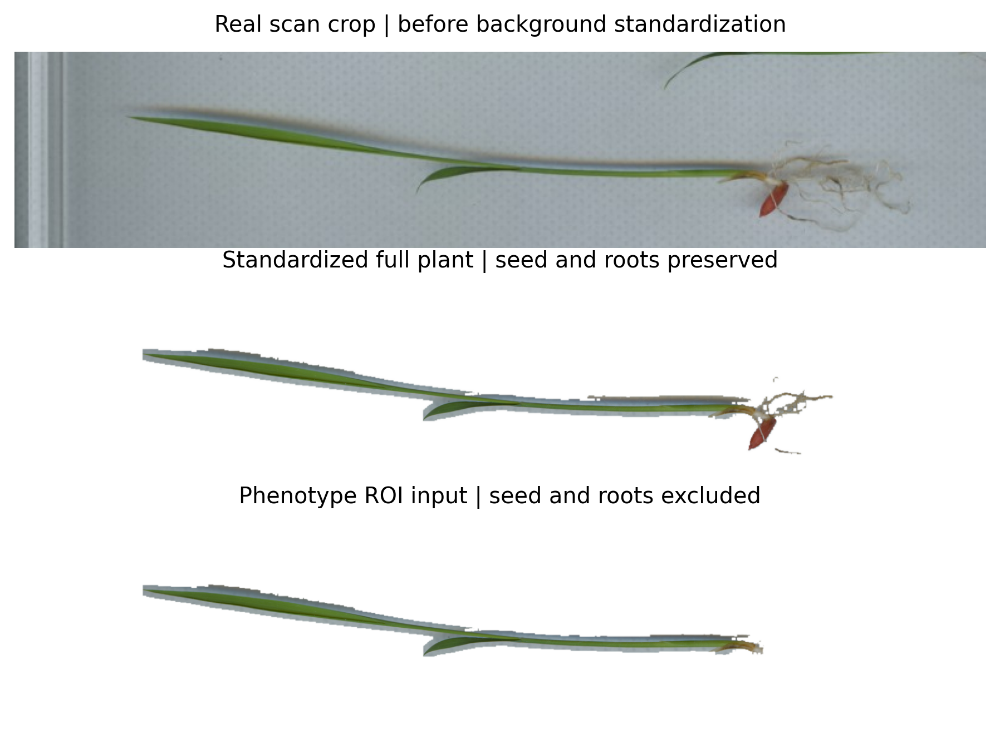 Real scan crop | before background standardization
Standardized full plant | seed and roots preserved
Phenotype ROI input | seed and roots excluded